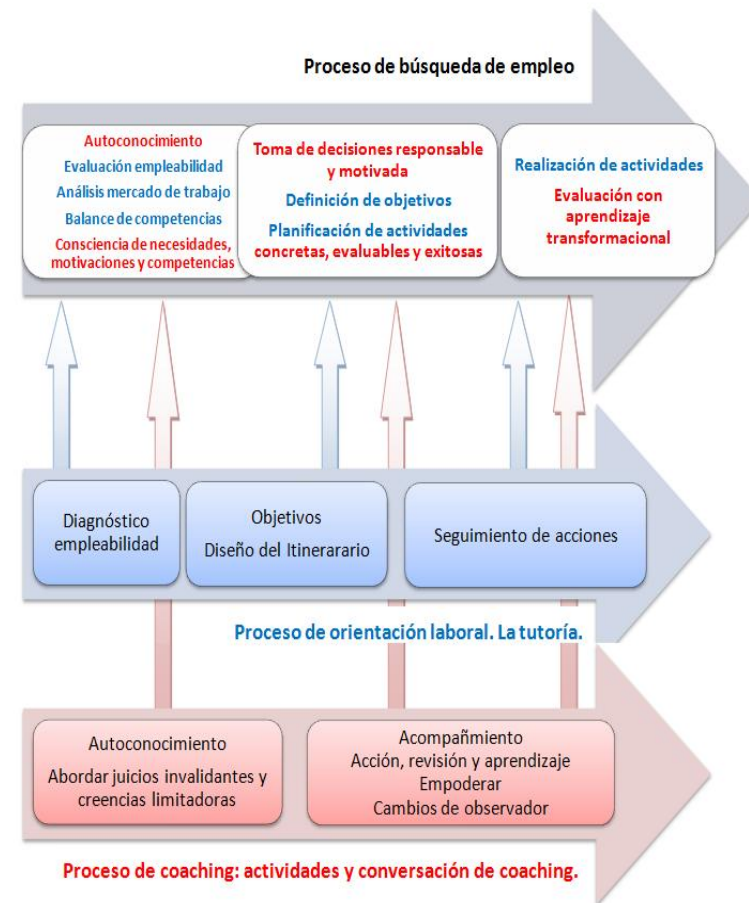 Proceso de búsqueda de empleo
Autoconocimiento
Evaluación empleabilidad
Análisis mercado de trabajo
Balance de competencias
Consciencia de necesidades,
motivaciones y competencias
Toma de decisiones responsable
y motivada
Definición de objetivos
Planificación de actividades
concretas, evaluables y exitosas
Realización de actividades
Evaluación con
aprendizaje
transformacional
Diagnóstico
empleabilidad
Objetivos
Diseño del Itinerarario
Seguimiento de acciones
Proceso de orientación laboral. La tutoría.
Autoconocimiento
Abordar juicios invalidantes y
creencias limitadoras
Acompañmiento
Acción, revisión y aprendizaje
Empoderar
Cambios de observador
Proceso de coaching: actividades y conversación de coaching.